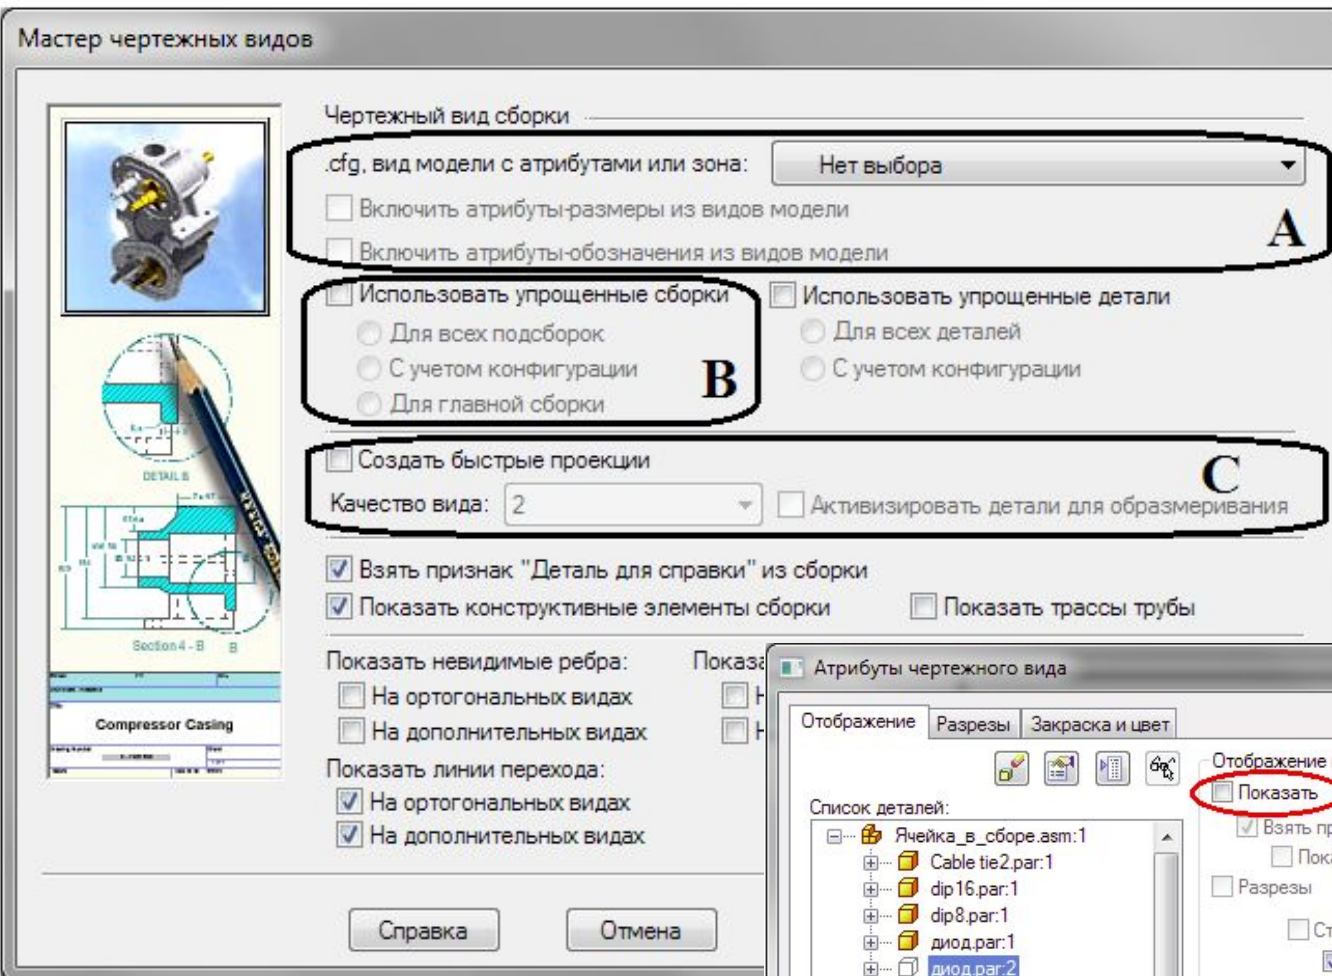 Мастер чертежных видов
Чертежный вид сборки
.cfg, вид модели с атрибутами или зона: Нет выбора
Включить атрибуты-размеры из видов модели
A
Включить атрибуты-обозначения из видов модели
Использовать упрощенные сборки Использовать упрощенные детали
Для всех подсборок Для всех деталей
С учетом конфигурации B С учетом конфигурации
Для главной сборки
Создать быстрые проекции C
Качество вида: 2 Активизировать детали для образмеривания
DETAIL B
Взять признак "Деталь для справки" из сборки
Показать конструктивные элементы сборки Показать трассы трубы
Section 4 - B B
Показать невидимые ребра:
На ортогональных видах
На дополнительных видах
Compressor Casing
Показать линии перехода:
На ортогональных видах
На дополнительных видах
Справка Отмена
Атрибуты чертежного вида
Отображение Разрезы Закраска и цвет
Отображение
Показать
Список деталей:
Взять
Ячейка_в_сборе.asm:1
Cable tie2.par:1
dip16.par:1 Разрезы
dip8.par:1
диод.par:1
диод.par:2